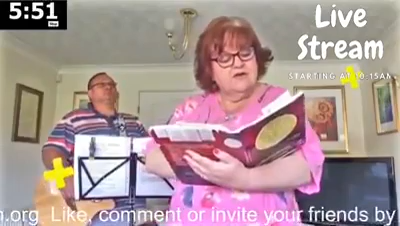 5:51
Live
Stream
STARTING AT 10:15AM
n.org Like, comment or invite your friends by